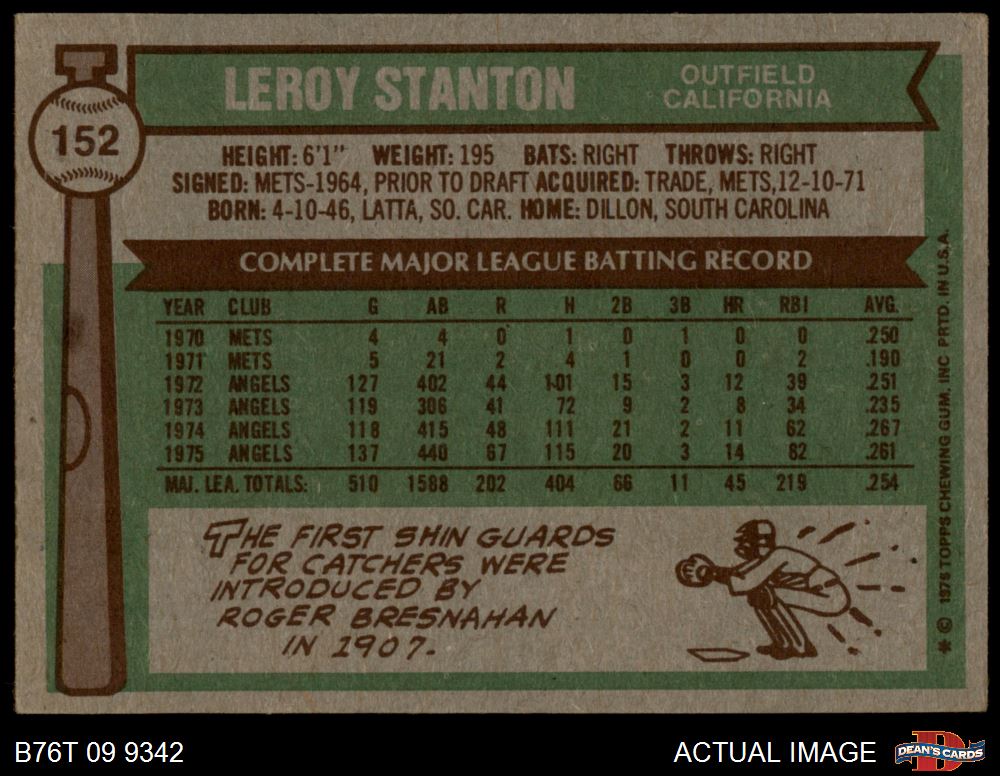 LEROY STANTON
OUTFIELD
CALIFORNIA
152
HEIGHT: 6'1" WEIGHT: 195 BATS: RIGHT THROWS: RIGHT
SIGNED: METS-1964, PRIOR TO DRAFT ACQUIRED: TRADE, METS,12-10-71
BORN: 4-10-46, LATTA, SO. CAR. HOME: DILLON, SOUTH CAROLINA
COMPLETE MAJOR LEAGUE BATTING RECORD
YEAR CLUB G AB R H 2B 3B HR RBI AVG.
1970 METS 4 4 0 1 0 1 0 0 .250
1971 METS 5 21 2 4 1 0 0 2 .190
1972 ANGELS 127 402 44 101 15 3 12 39 .251
1973 ANGELS 119 306 41 72 9 2 8 34 .235
1974 ANGELS 118 415 48 111 21 2 11 62 .267
1975 ANGELS 137 440 67 115 20 3 14 82 .261
MAJ. LEA. TOTALS: 510 1588 202 404 66 11 45 219 .254
THE FIRST SHIN GUARDS
FOR CATCHERS WERE
INTRODUCED BY
ROGER BRESNAHAN
IN 1907.
* © 1976 TOPPS CHEWING GUM, INC PRTD. IN U.S.A.
B76T 09 9342
ACTUAL IMAGE
DEAN'S CARDS